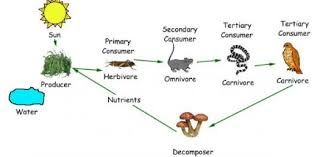 Sun
Primary
Consumer
Secondary
Consumer
Tertiary
Consumer
Tertiary
Consumer
Producer
Herbivore
Omnivore
Carnivore
Carnivore
Nutrients
Water
Decomposer